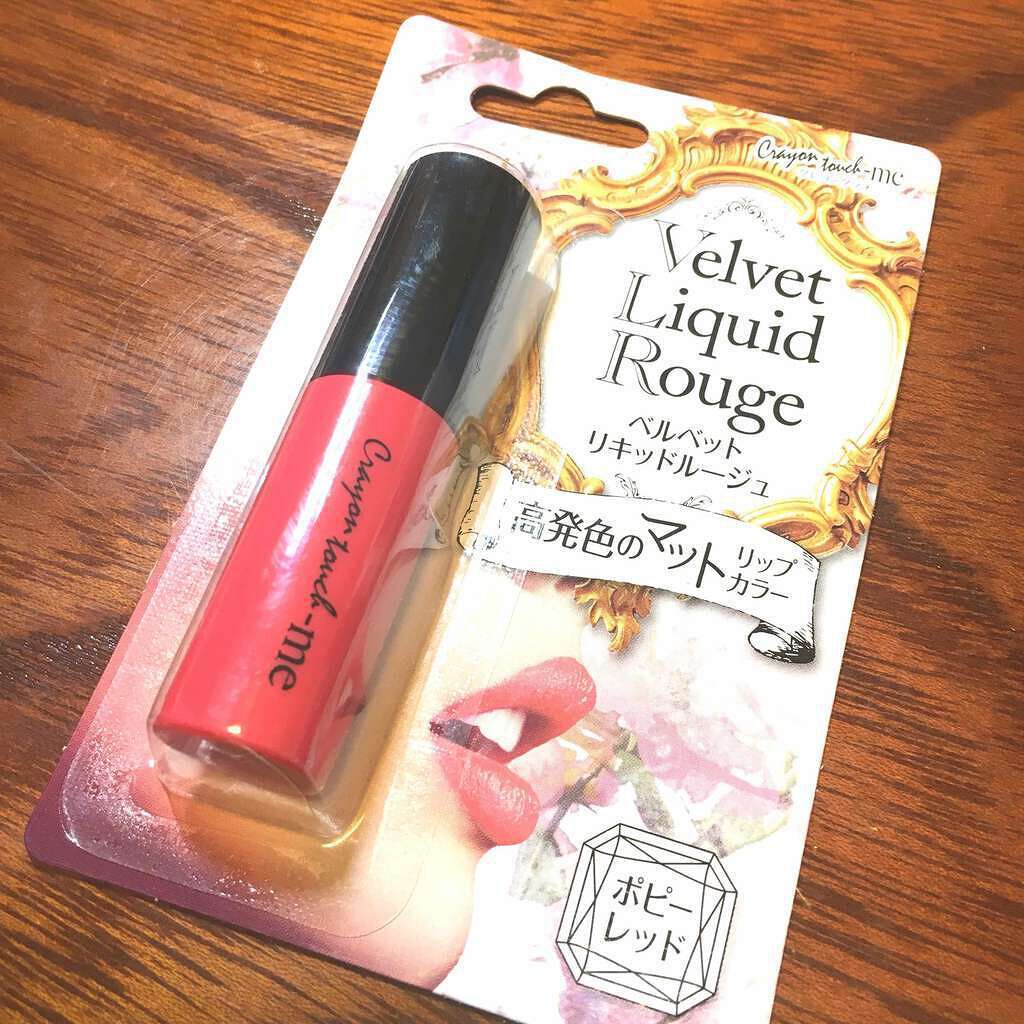 Crayon touch-me
Velvet
Liquid
Rouge
ベルベット
リキッドルージュ
高発色のマットリップ
カラー
Crayon touch-me
ポピー
レッド